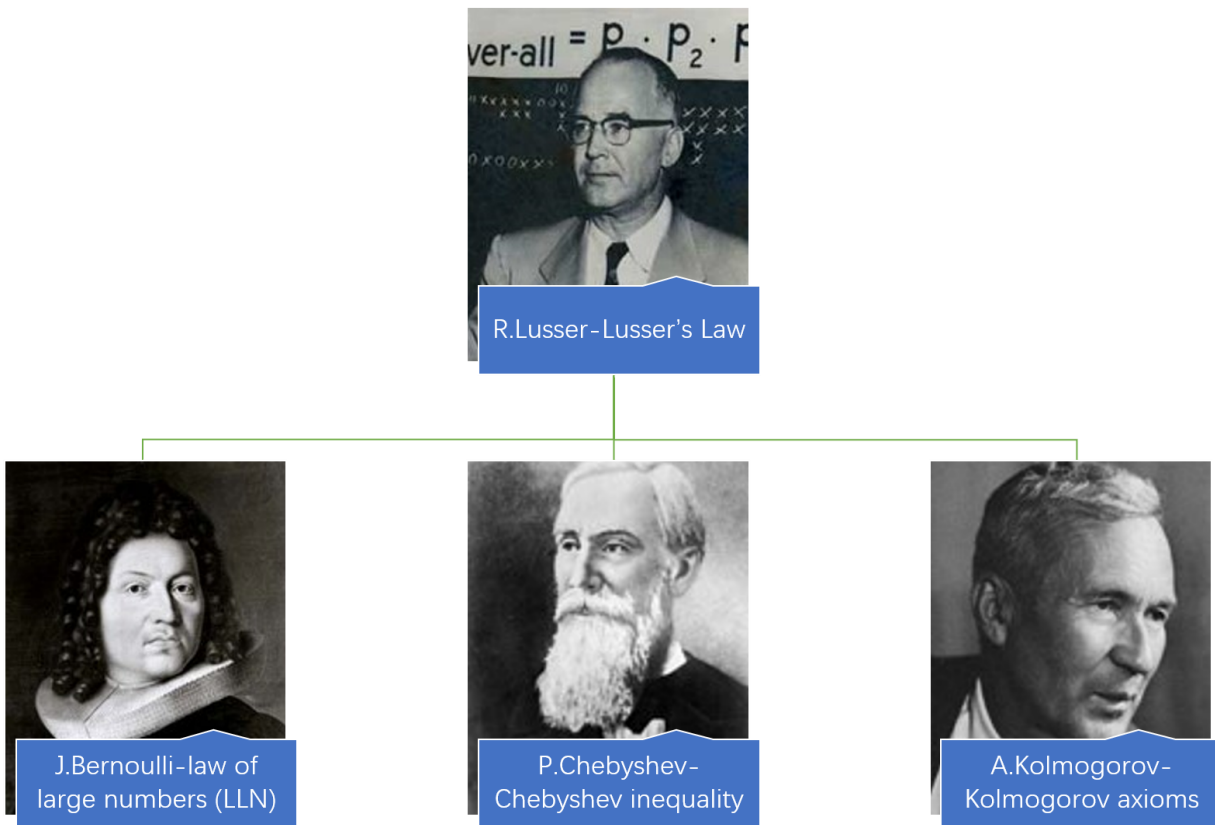 ver-all = p · p₂ · p
R.Lusser-Lusser's Law
J.Bernoulli-law of
large numbers (LLN)
P.Chebyshev-
Chebyshev inequality
A.Kolmogorov-
Kolmogorov axioms